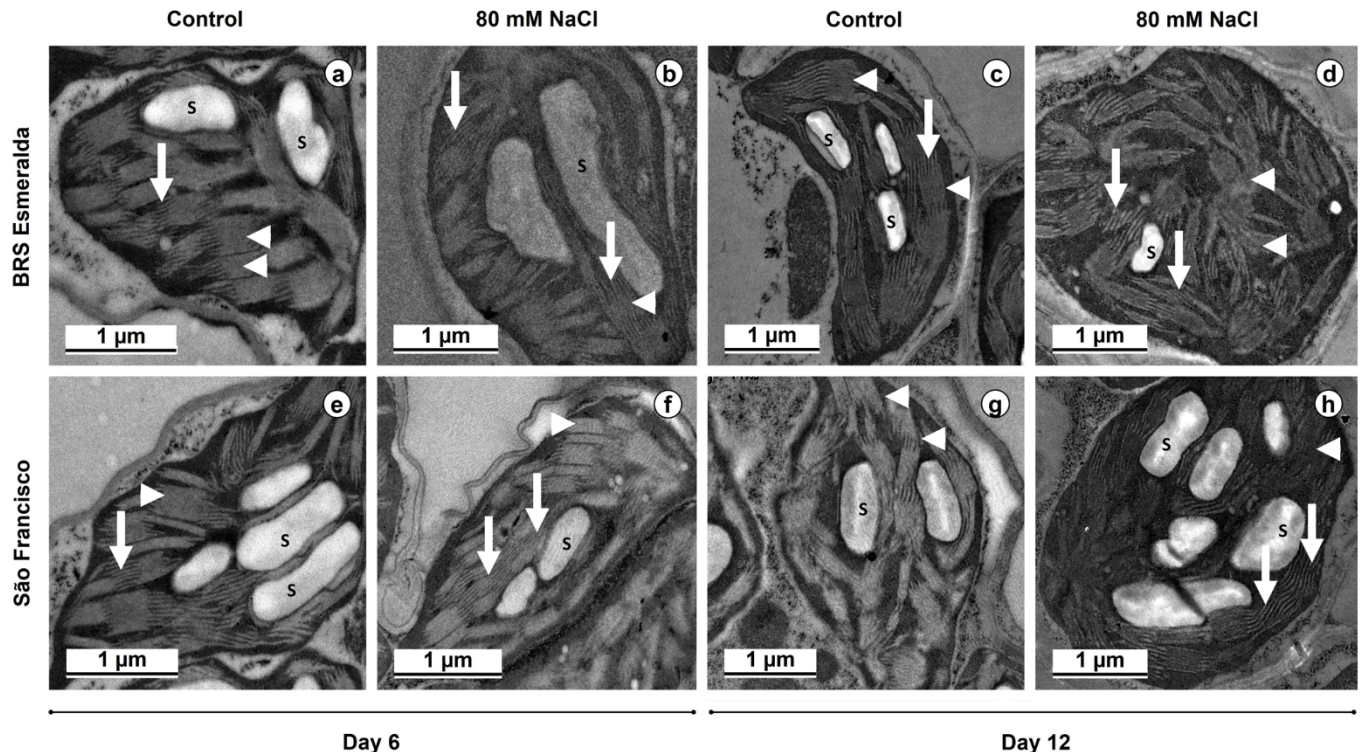 Control 80 mM NaCl Control 80 mM NaCl
BRS Esmeralda
a b c d
S S S S S S
1 µm 1 µm 1 µm 1 µm
São Francisco
e f g h
S S S S S S
1 µm 1 µm 1 µm 1 µm
Day 6 Day 12